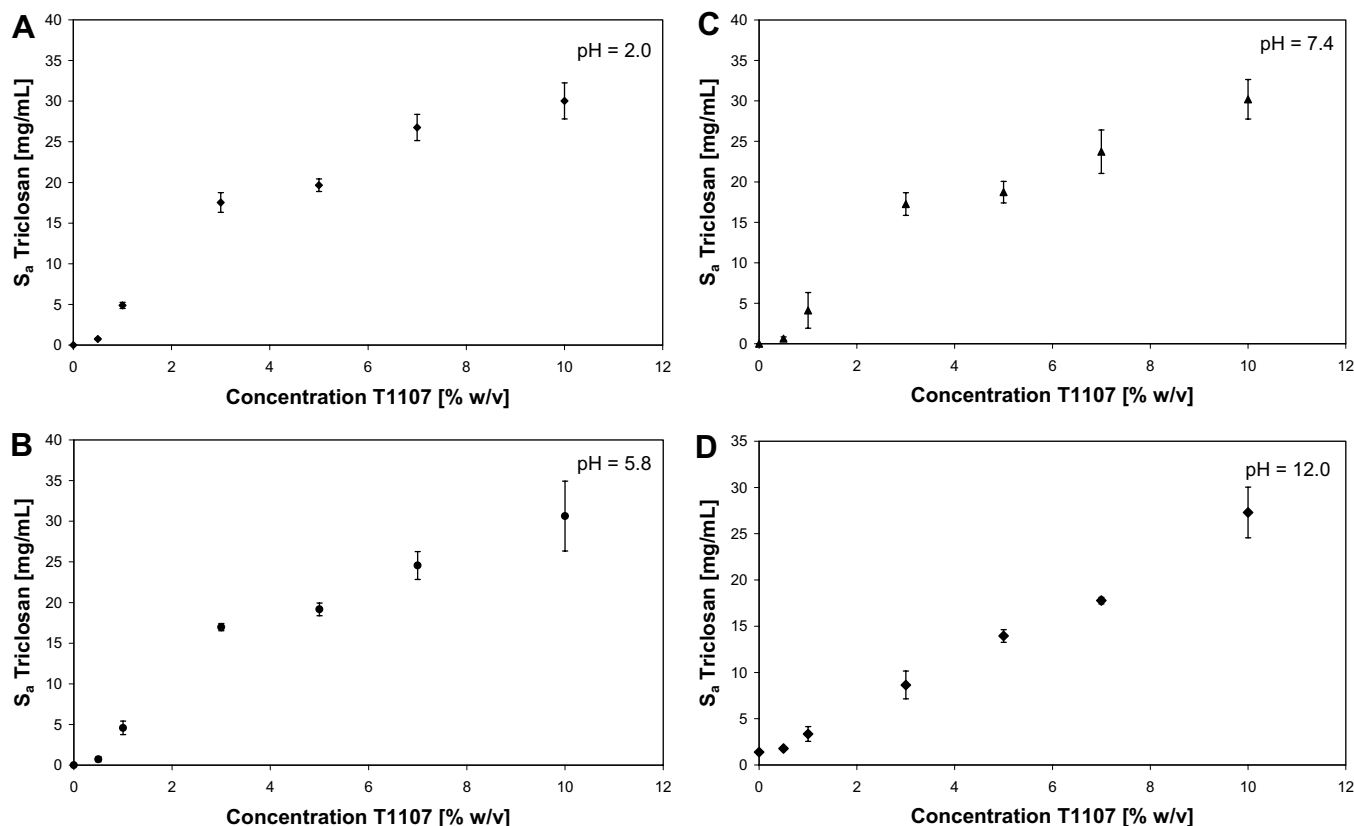 A
pH = 2.0
Sₐ Triclosan [mg/mL]
40
35
30
25
20
15
10
5
0
0 2 4 6 8 10 12
Concentration T1107 [% w/v]
B
pH = 5.8
Sₐ Triclosan [mg/mL]
40
35
30
25
20
15
10
5
0
0 2 4 6 8 10 12
Concentration T1107 [% w/v]
C
pH = 7.4
Sₐ Triclosan [mg/mL]
40
35
30
25
20
15
10
5
0
0 2 4 6 8 10 12
Concentration T1107 [% w/v]
D
pH = 12.0
Sₐ Triclosan [mg/mL]
35
30
25
20
15
10
5
0
0 2 4 6 8 10 12
Concentration T1107 [% w/v]